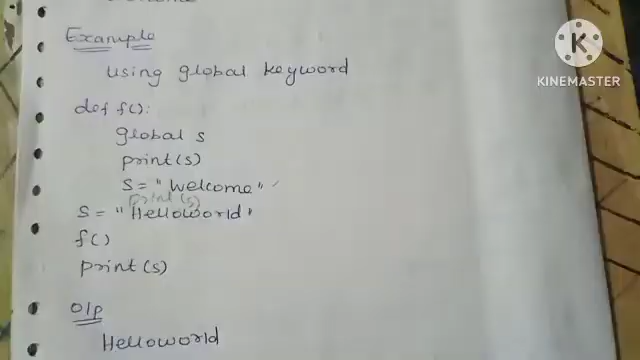 Example
using global keyword
def f():
global s
print(s)
s = "Welcome"
print(s)
s = "Helloworld"
f()
print(s)
O/p
Helloworld
K
KINEMASTER